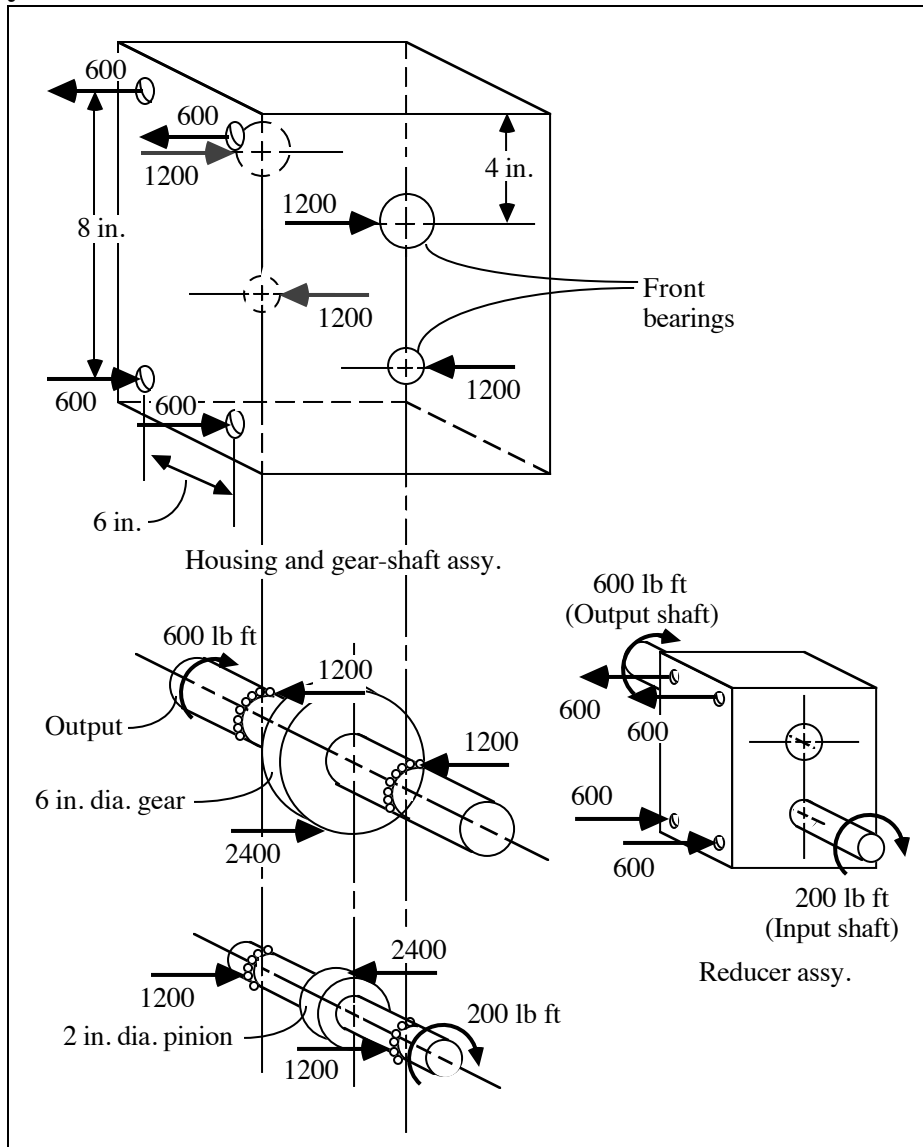 600
600
1200
4 in.
1200
8 in.
1200
Front
bearings
1200
600
600
6 in.
Housing and gear-shaft assy.
600 lb ft
1200
Output
1200
6 in. dia. gear
2400
2400
1200
2 in. dia. pinion
200 lb ft
1200
600 lb ft
(Output shaft)
600
600
600
600
200 lb ft
(Input shaft)
Reducer assy.